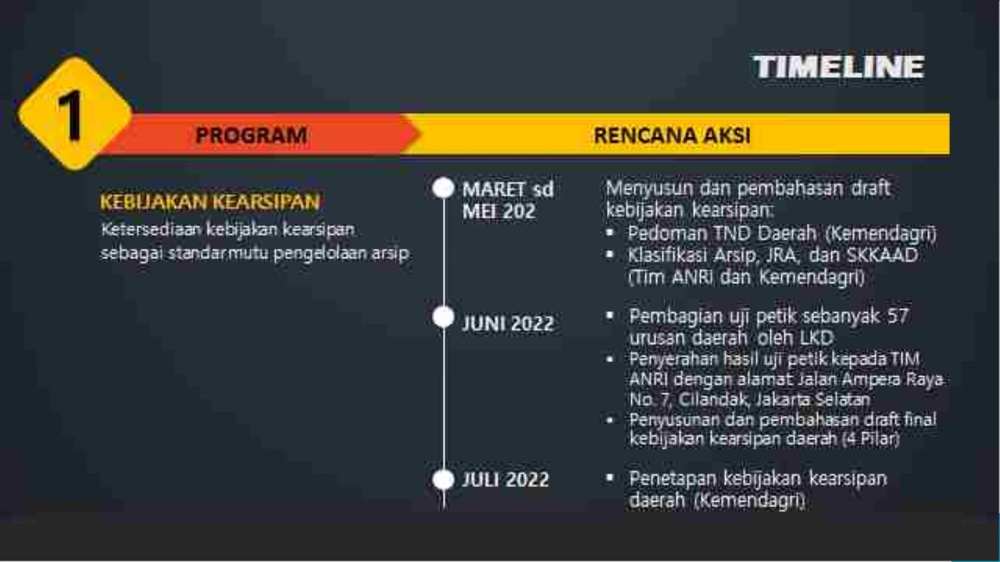 TIMELINE
1
PROGRAM
RENCANA AKSI
KEBIJAKAN KEARSIPAN
Ketersediaan kebijakan kearsipan
sebagai standar mutu pengelolaan arsip
MARET sd
MEI 202
Menyusun dan pembahasan draft
kebijakan kearsipan:
▪ Pedoman TND Daerah (Kemendagri)
▪ Klasifikasi Arsip, JRA, dan SKKAAD
(Tim ANRI dan Kemendagri)
JUNI 2022
▪ Pembagian uji petik sebanyak 57
urusan daerah oleh LKD
▪ Penyerahan hasil uji petik kepada TIM
ANRI dengan alamat Jalan Ampera Raya
No. 7, Cilandak, Jakarta Selatan
▪ Penyusunan dan pembahasan draft final
kebijakan kearsipan daerah (4 Pilar)
JULI 2022
▪ Penetapan kebijakan kearsipan
daerah (Kemendagri)